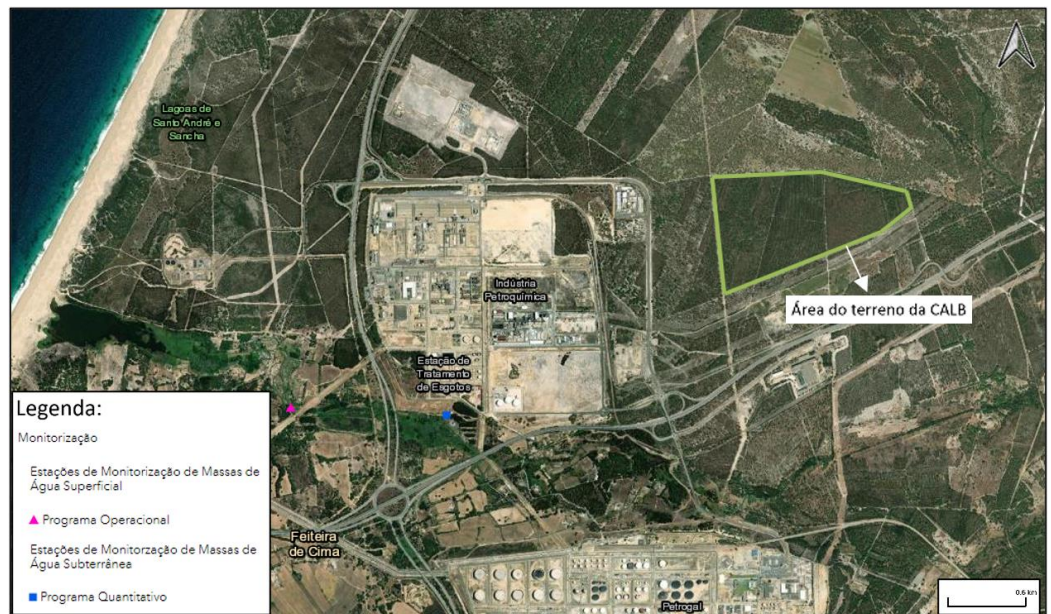 Lagoas de
Santo André e
Sancha
Indústria
Petroquímica
Área do terreno da CALB
Estação de
Tratamento
de Esgotos
Legenda:
Monitorização
Estações de Monitorização de Massas de
Água Superficial
Programa Operacional
Estações de Monitorzação de Massas de
Água Subterrânea
Programa Quantitativo
Feiteira
de Cima
Petrogal
0.6 km